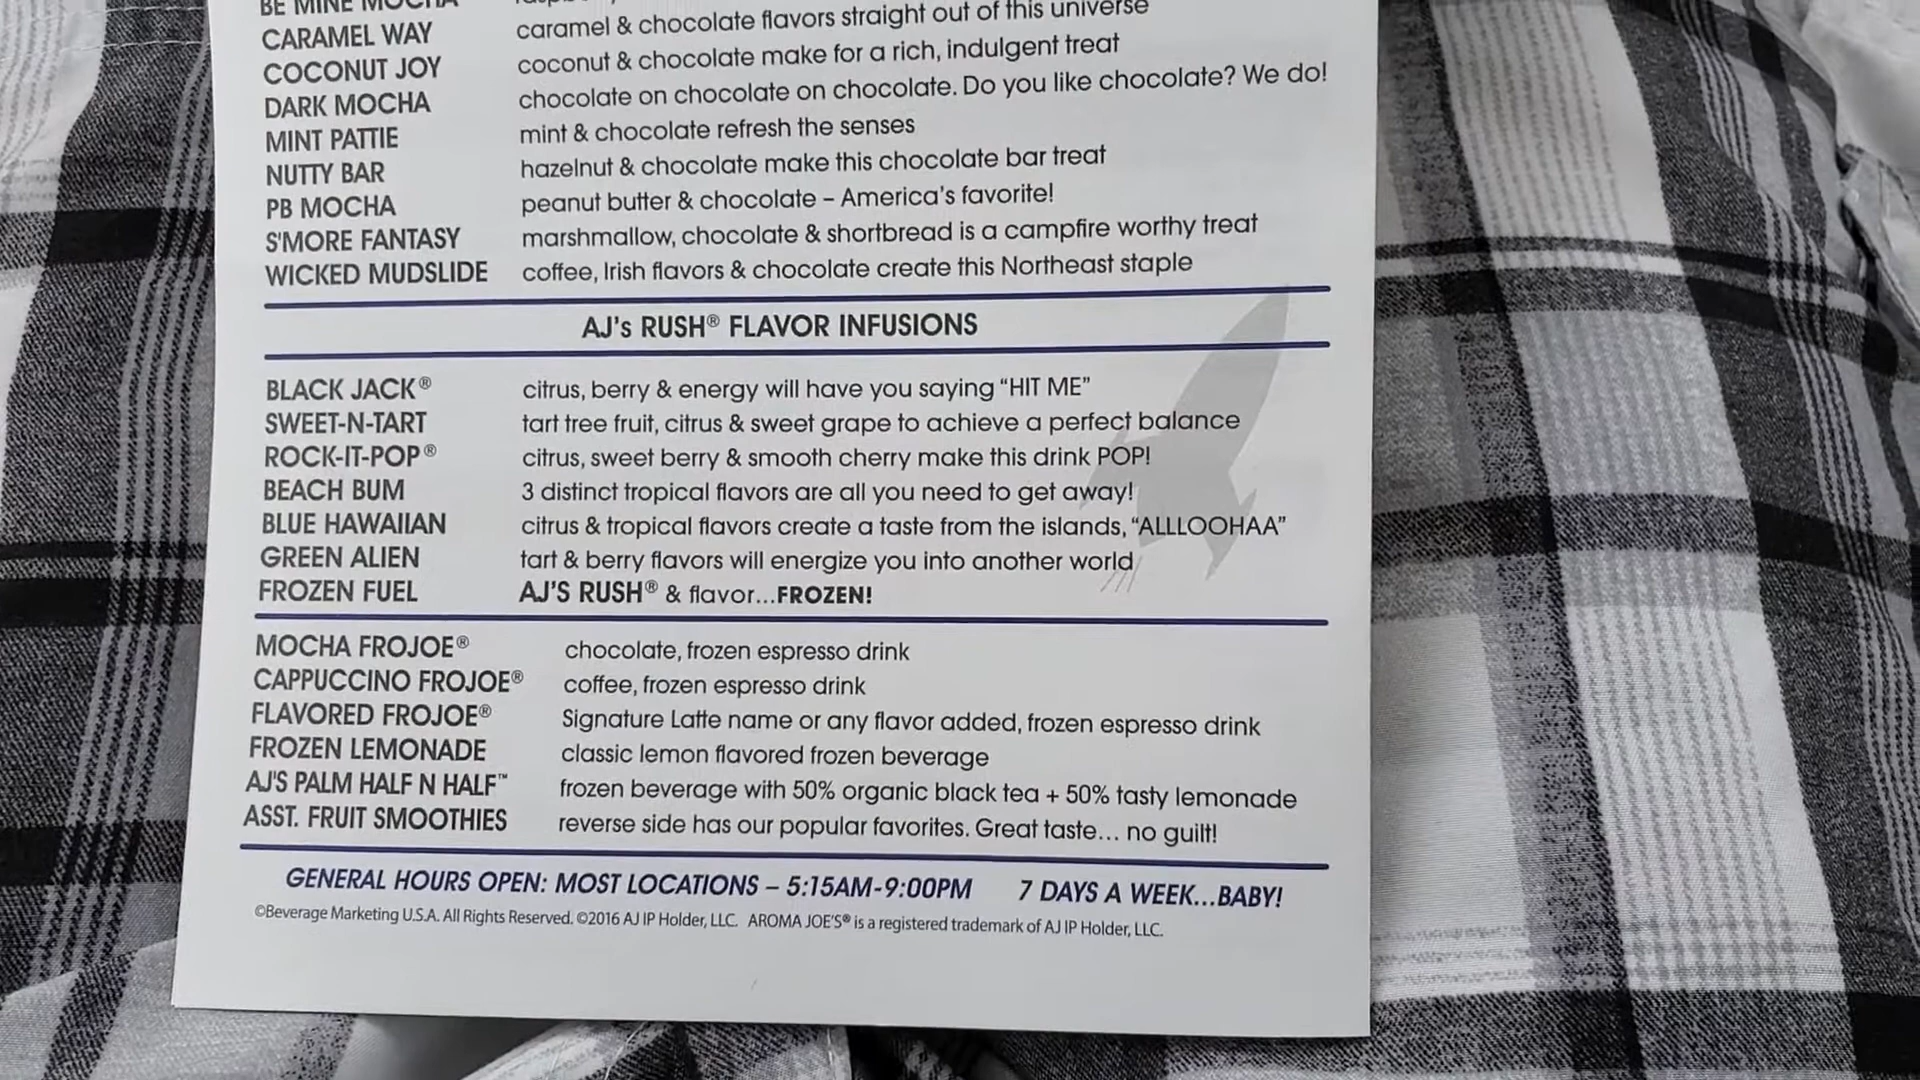 BE MINE MOCHA
CARAMEL WAY caramel & chocolate flavors straight out of this universe
COCONUT JOY coconut & chocolate make for a rich, indulgent treat
DARK MOCHA chocolate on chocolate on chocolate. Do you like chocolate? We do!
MINT PATTIE mint & chocolate refresh the senses
NUTTY BAR hazelnut & chocolate make this chocolate bar treat
PB MOCHA peanut butter & chocolate – America's favorite!
S'MORE FANTASY marshmallow, chocolate & shortbread is a campfire worthy treat
WICKED MUDSLIDE coffee, Irish flavors & chocolate create this Northeast staple
AJ's RUSH® FLAVOR INFUSIONS
BLACK JACK® citrus, berry & energy will have you saying “HIT ME”
SWEET-N-TART tart tree fruit, citrus & sweet grape to achieve a perfect balance
ROCK-IT-POP® citrus, sweet berry & smooth cherry make this drink POP!
BEACH BUM 3 distinct tropical flavors are all you need to get away!
BLUE HAWAIIAN citrus & tropical flavors create a taste from the islands, “ALLLOOHAA”
GREEN ALIEN tart & berry flavors will energize you into another world
FROZEN FUEL AJ'S RUSH® & flavor...FROZEN!
MOCHA FROJOE® chocolate, frozen espresso drink
CAPPUCCINO FROJOE® coffee, frozen espresso drink
FLAVORED FROJOE® Signature Latte name or any flavor added, frozen espresso drink
FROZEN LEMONADE classic lemon flavored frozen beverage
AJ'S PALM HALF N HALF™ frozen beverage with 50% organic black tea + 50% tasty lemonade
ASST. FRUIT SMOOTHIES reverse side has our popular favorites. Great taste... no guilt!
GENERAL HOURS OPEN: MOST LOCATIONS – 5:15AM-9:00PM 7 DAYS A WEEK...BABY!
©Beverage Marketing U.S.A. All Rights Reserved. ©2016 AJ IP Holder, LLC. AROMA JOE'S® is a registered trademark of AJ IP Holder, LLC.